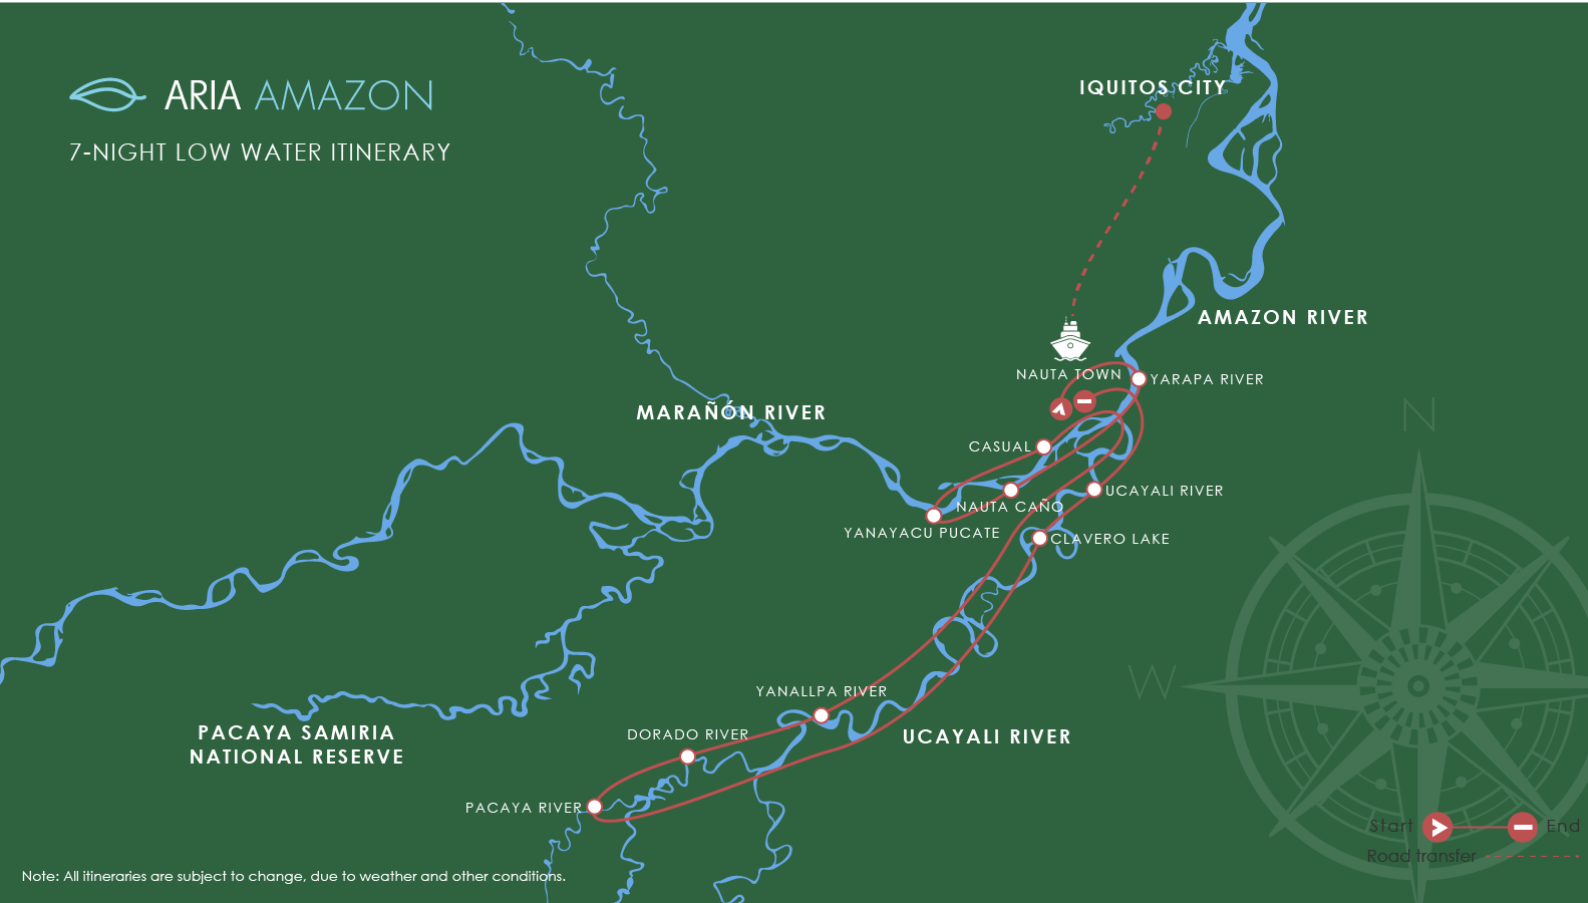 ARIA AMAZON
7-NIGHT LOW WATER ITINERARY
IQUITOS CITY
AMAZON RIVER
NAUTA TOWN
YARAPA RIVER
MARAÑÓN RIVER
CASUAL
UCAYALI RIVER
NAUTA CAÑO
YANAYACU PUCATE
CLAVERO LAKE
N
W
YANALLPA RIVER
PACAYA SAMIRIA
NATIONAL RESERVE
DORADO RIVER
UCAYALI RIVER
PACAYA RIVER
Start
End
Road transfer
Note: All itineraries are subject to change, due to weather and other conditions.